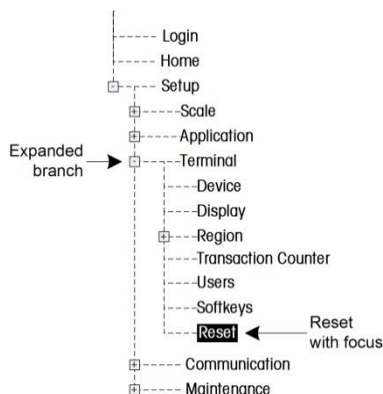 Login
Home
Setup
Scale
Application
Expanded branch
Terminal
Device
Display
Region
Transaction Counter
Users
Softkeys
Reset
Reset with focus
Communication
Maintenance